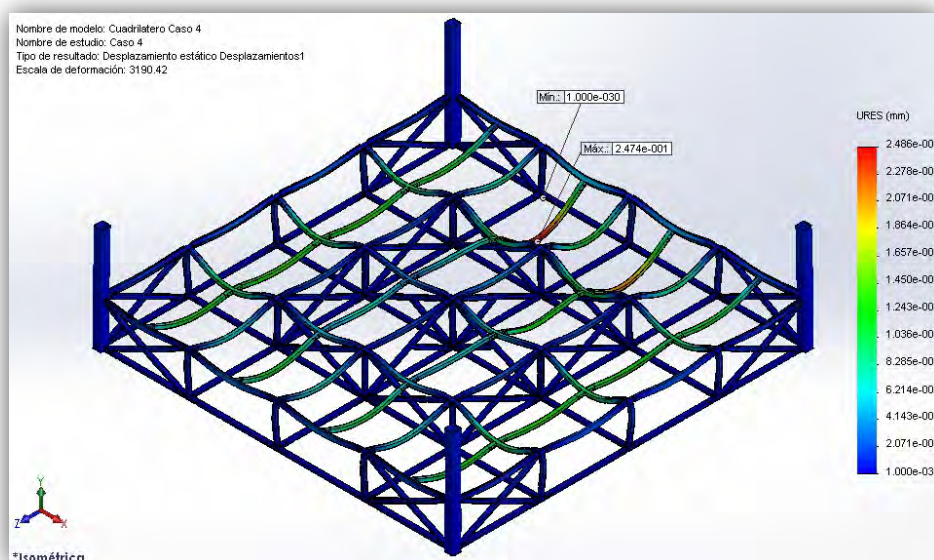 Nombre de modelo: Cuadrilatero Caso 4
Nombre de estudio: Caso 4
Tipo de resultado: Desplazamiento estático Desplazamientos1
Escala de deformación: 3190.42
Mín.: 1.000e-030
Máx.: 2.474e-001
URES (mm)
2.486e-00
2.278e-00
2.071e-00
1.864e-00
1.657e-00
1.450e-00
1.243e-00
1.036e-00
8.285e-00
6.214e-00
4.143e-00
2.071e-00
1.000e-03
Y
Z
X
*Isométrica